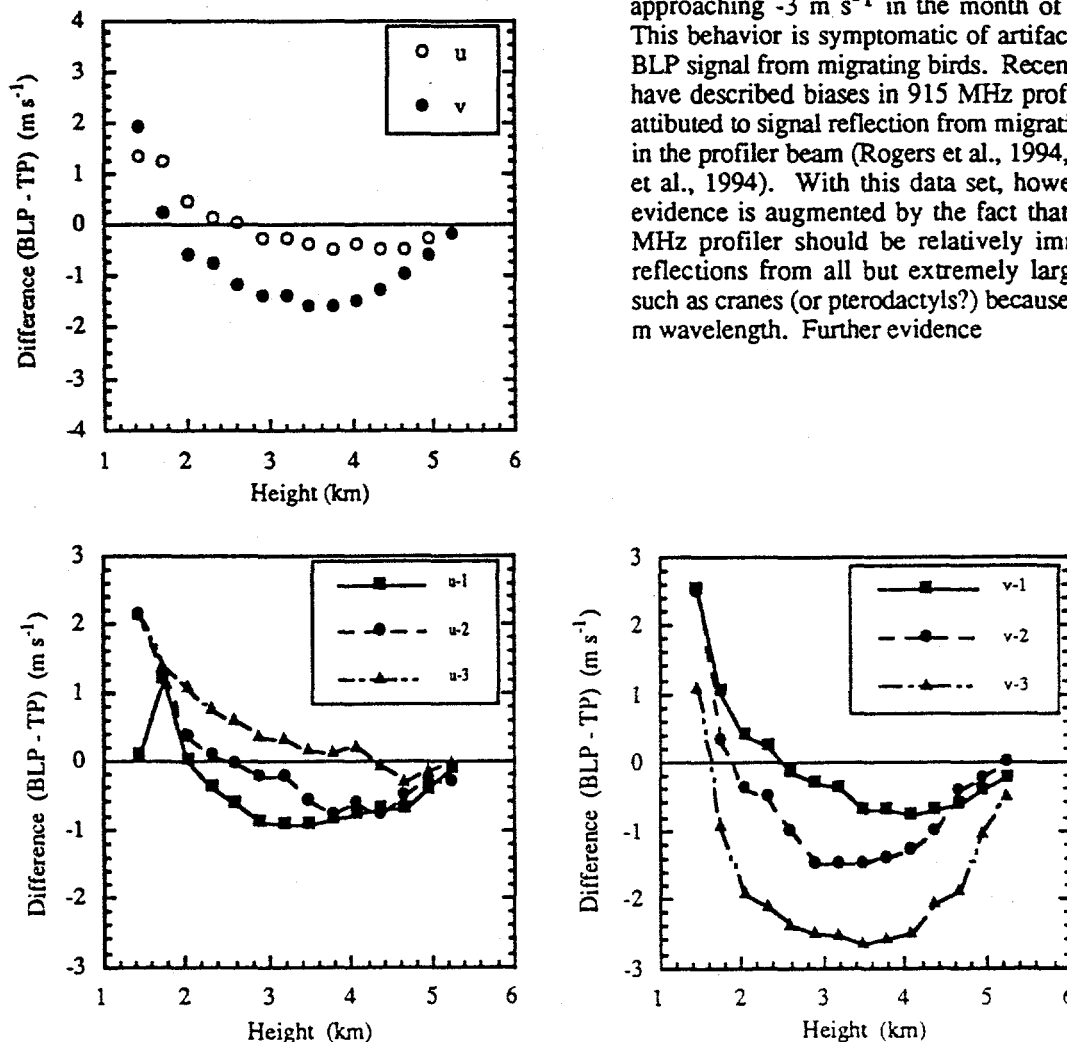 4
3
2
1
0
-1
-2
-3
-4
Difference (BLP - TP) (m s⁻¹)
u
v
1 2 3 4 5 6
Height (km)
approaching -3 m s⁻¹ in the month of
This behavior is symptomatic of artifac
BLP signal from migrating birds. Recen
have described biases in 915 MHz prof
attibuted to signal reflection from migrati
in the profiler beam (Rogers et al., 1994,
et al., 1994). With this data set, howe
evidence is augmented by the fact that
MHz profiler should be relatively imr
reflections from all but extremely larg
such as cranes (or pterodactyls?) because
m wavelength. Further evidence
3
2
1
0
-1
-2
-3
Difference (BLP - TP) (m s⁻¹)
u-1
u-2
u-3
1 2 3 4 5 6
Height (km)
3
2
1
0
-1
-2
-3
Difference (BLP - TP) (m s⁻¹)
v-1
v-2
v-3
1 2 3 4 5
Height (km)